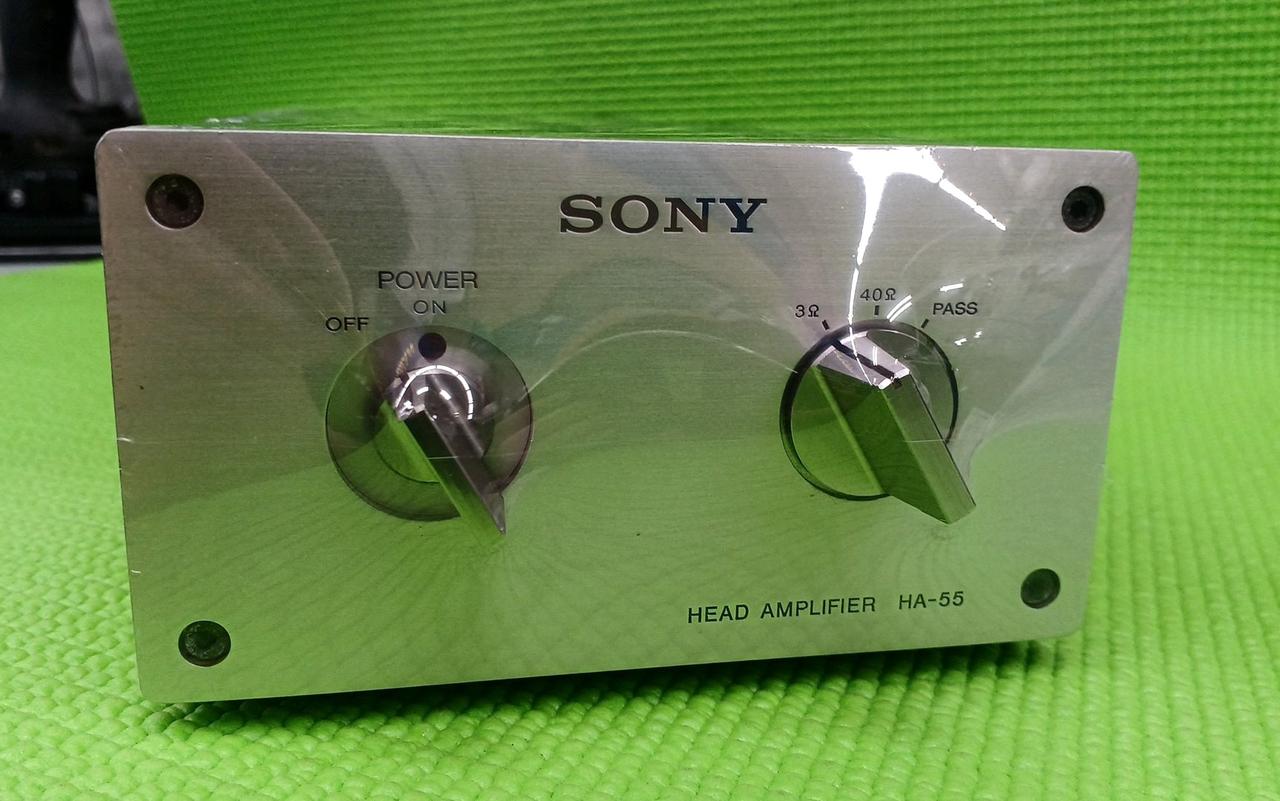 SONY
POWER
ON
OFF
3Ω
40Ω
PASS
HEAD AMPLIFIER HA-55